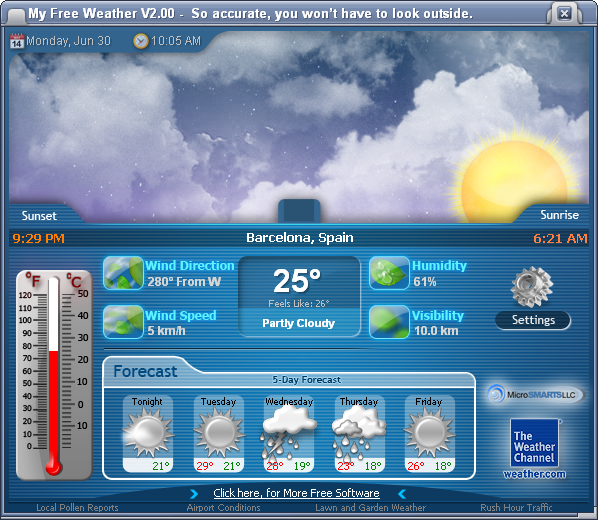 My Free Weather V2.00 - So accurate, you won't have to look outside.
14 Monday, Jun 30 10:05 AM
Sunset Sunrise
9:29 PM Barcelona, Spain 6:21 AM
°F °C
120 110 100 90 80 70 60 50 40 30 20 10 0
50 40 30 20 10 0 10
Wind Direction
280° From W
Wind Speed
5 km/h
25°
Feels Like: 26°
Partly Cloudy
Humidity
61%
Visibility
10.0 km
Settings
Forecast
5-Day Forecast
Tonight Tuesday Wednesday Thursday Friday
21° 29° 21° 28° 19° 23° 18° 26° 18°
MicroSMARTSLLC
The
Weather
Channel
weather.com
Click here, for More Free Software
Local Pollen Reports Airport Conditions Lawn and Garden Weather Rush Hour Traffic